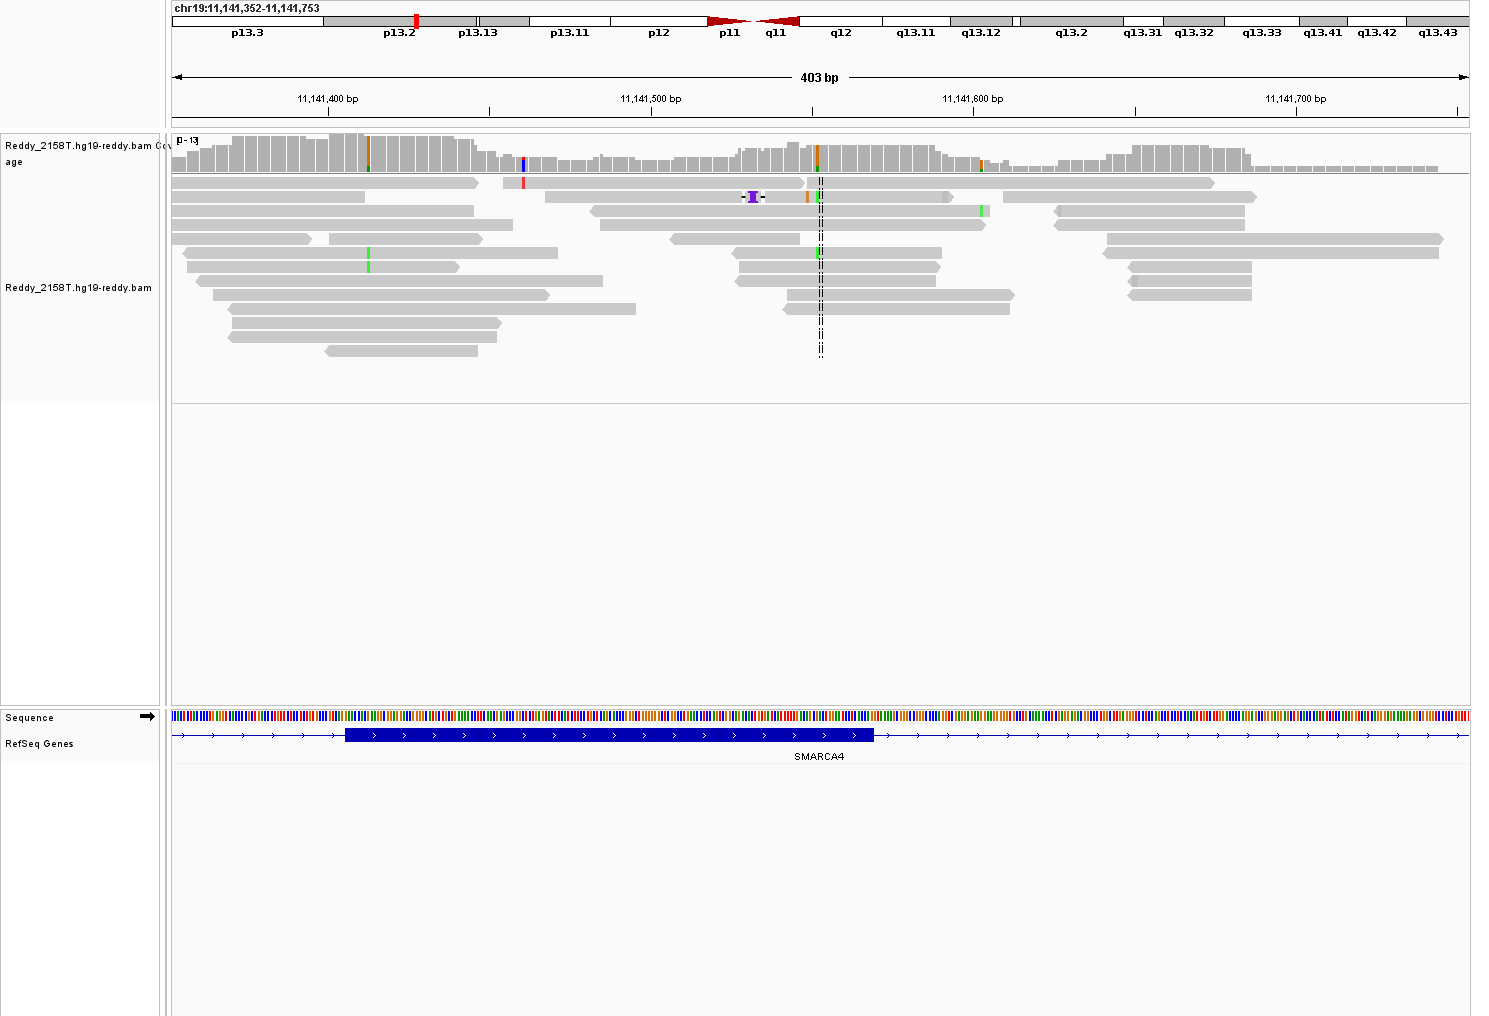 chr19:11,141,352-11,141,753
p13.3 p13.2 p13.13 p13.11 p12 p11 q11 q12 q13.11 q13.12 q13.2 q13.31 q13.32 q13.33 q13.41 q13.42 q13.43
403 bp
11,141,400 bp 11,141,500 bp 11,141,600 bp 11,141,700 bp
[0 - 13]
Reddy_2158T.hg19-reddy.bam Cov
age
Reddy_2158T.hg19-reddy.bam
Sequence
RefSeq Genes
SMARCA4